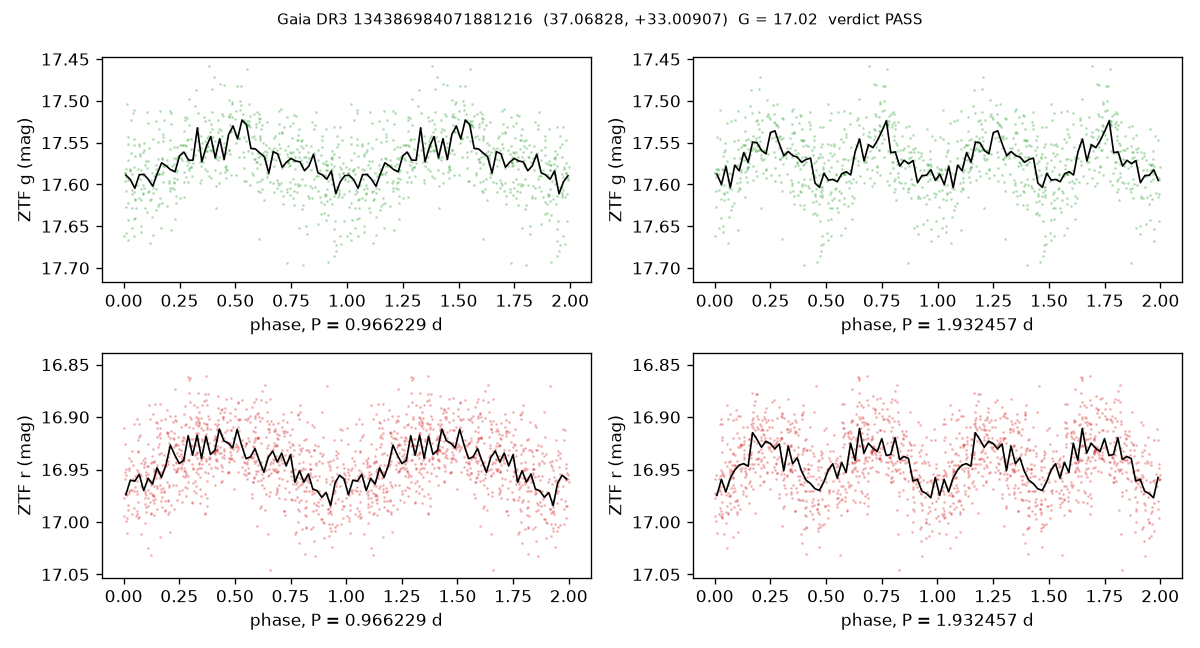 Gaia DR3 134386984071881216 (37.06828, +33.00907) G = 17.02 verdict PASS
17.45
17.50
17.55
17.60
17.65
17.70
ZTF g (mag)
0.00 0.25 0.50 0.75 1.00 1.25 1.50 1.75 2.00
phase, P = 0.966229 d
17.45
17.50
17.55
17.60
17.65
17.70
ZTF g (mag)
0.00 0.25 0.50 0.75 1.00 1.25 1.50 1.75 2.00
phase, P = 1.932457 d
16.85
16.90
16.95
17.00
17.05
ZTF r (mag)
0.00 0.25 0.50 0.75 1.00 1.25 1.50 1.75 2.00
phase, P = 0.966229 d
16.85
16.90
16.95
17.00
17.05
ZTF r (mag)
0.00 0.25 0.50 0.75 1.00 1.25 1.50 1.75 2.00
phase, P = 1.932457 d